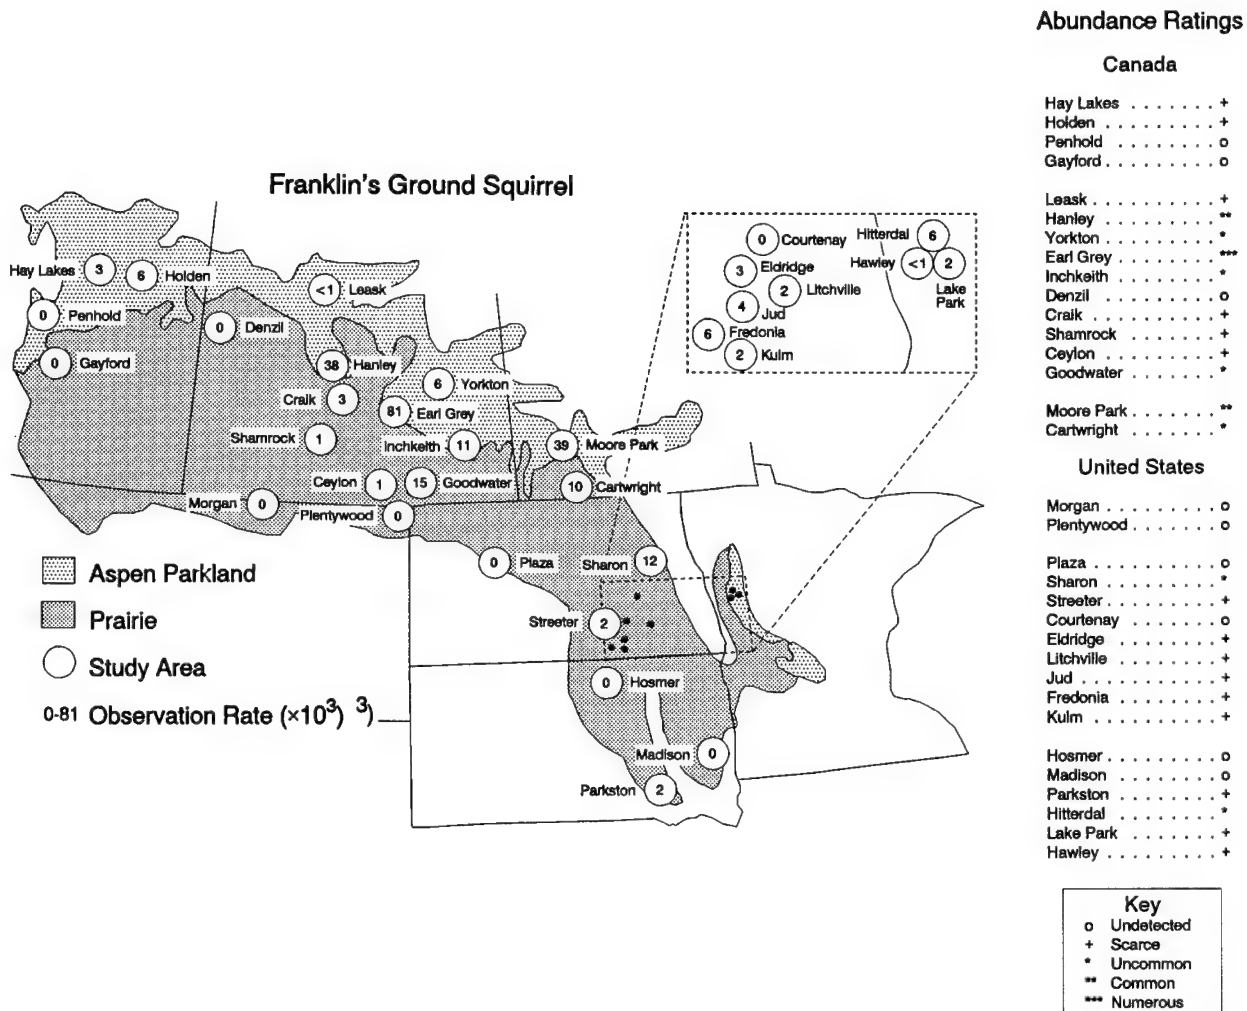 Franklin's Ground Squirrel
Hay Lakes 3
6 Holden
<1 Leask
0 Penhold
0 Denzil
0 Gayford
38 Hanley
Craik 3
6 Yorkton
81 Earl Grey
Shamrock 1
Inchkeith 11
39 Moore Park
Ceylon 1
15 Goodwater
10 Cartwright
Morgan 0
Plentywood 0
0 Plaza
Sharon 12
Streeter 2
0 Hosmer
Madison 0
Parkston 2
0 Courtenay
Hitterdal 6
3 Eldridge
Hawley <1
2 Lake
Park
2 Litchville
4 Jud
6 Fredonia
2 Kulm
Aspen Parkland
Prairie
Study Area
0-81 Observation Rate (×10³) ³)
Abundance Ratings
Canada
Hay Lakes . . . . . . . . +
Holden . . . . . . . . . +
Penhold . . . . . . . . . o
Gayford . . . . . . . . . o
Leask . . . . . . . . . . +
Hanley . . . . . . . . . **
Yorkton . . . . . . . . . *
Earl Grey . . . . . . . . ***
Inchkeith . . . . . . . . *
Denzil . . . . . . . . . o
Craik . . . . . . . . . . +
Shamrock . . . . . . . . +
Ceylon . . . . . . . . . +
Goodwater . . . . . . . *
Moore Park . . . . . . . **
Cartwright . . . . . . . *
United States
Morgan . . . . . . . . . o
Plentywood . . . . . . . o
Plaza . . . . . . . . . . o
Sharon . . . . . . . . . *
Streeter . . . . . . . . . +
Courtenay . . . . . . . . o
Eldridge . . . . . . . . . +
Litchville . . . . . . . . +
Jud . . . . . . . . . . . +
Fredonia . . . . . . . . +
Kulm . . . . . . . . . . +
Hosmer . . . . . . . . . o
Madison . . . . . . . . o
Parkston . . . . . . . . +
Hitterdal . . . . . . . . *
Lake Park . . . . . . . . +
Hawley . . . . . . . . . +
Key
o Undetected
+ Scarce
* Uncommon
** Common
*** Numerous